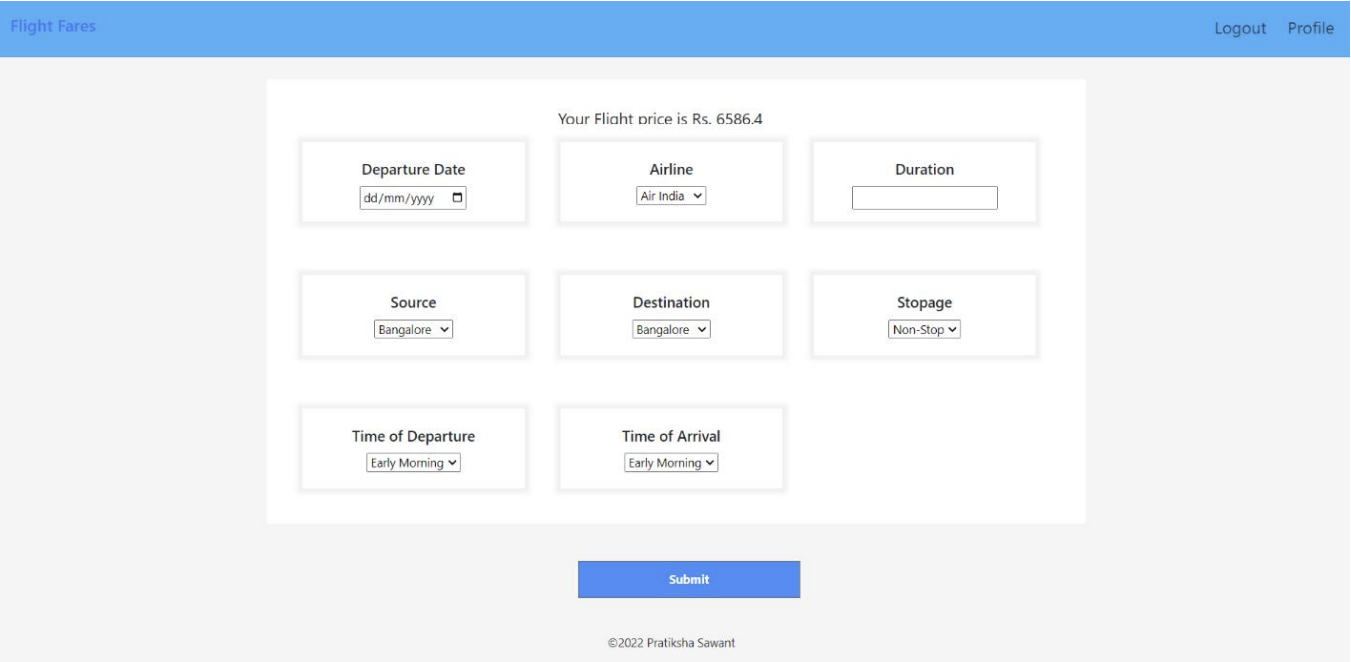 Flight Fares Logout Profile
Your Flight price is Rs. 6586.4
Departure Date Airline Duration
dd/mm/yyyy Air India
Source Destination Stopage
Bangalore Bangalore Non-Stop
Time of Departure Time of Arrival
Early Morning Early Morning
Submit
©2022 Pratiksha Sawant